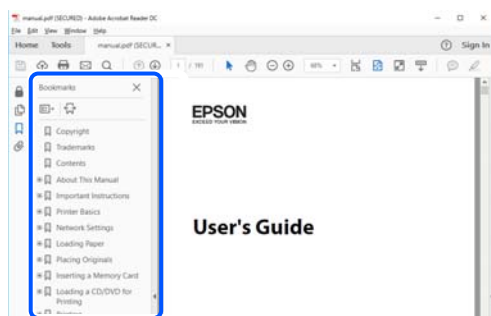 manual.pdf (SECURED) - Adobe Acrobat Reader DC
File Edit View Window Help
Home Tools manual.pdf (SECUR... × Sign In
Bookmarks
EPSON
EXCEED YOUR VISION
Copyright
Trademarks
Contents
About This Manual
Important Instructions
Printer Basics
Network Settings
User's Guide
Loading Paper
Placing Originals
Inserting a Memory Card
Loading a CD/DVD for
Printing